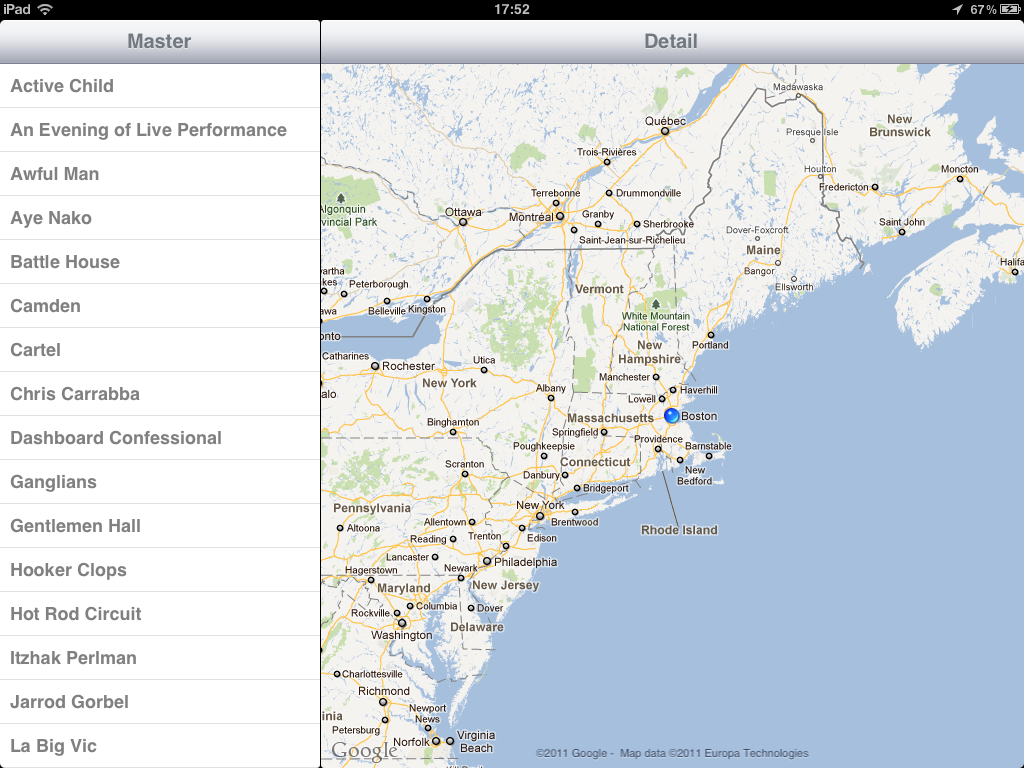 iPad
17:52
67%
Master
Detail
Active Child
An Evening of Live Performance
Awful Man
Aye Nako
Battle House
Camden
Cartel
Chris Carrabba
Dashboard Confessional
Ganglians
Gentlemen Hall
Hooker Clops
Hot Rod Circuit
Itzhak Perlman
Jarrod Gorbel
La Big Vic
Madawaska
Québec
New
Brunswick
Presque Isle
Trois-Rivières
Houlton
Moncton
Fredericton
Terrebonne
Drummondville
Algonquin
vincial Park
Ottawa
Montréal
Granby
Sherbrooke
Saint John
Saint-Jean-sur-Richelieu
Dover-Foxcroft
Maine
Bangor
Halifa
wartha
kes
Peterborough
Ellsworth
Vermont
Belleville
Kingston
awa
White Mountain
National Forest
onto
Portland
New
Hampshire
Catharines
Rochester
Utica
Manchester
New York
Albany
Haverhill
alo
Lowell
Binghamton
Massachusetts
Boston
Springfield
Providence
Barnstable
Poughkeepsie
Scranton
Connecticut
New
Bedford
Danbury
Bridgeport
Pennsylvania
New York
Brentwood
Allentown
Altoona
Rhode Island
Reading
Trenton
Edison
Lancaster
Philadelphia
Hagerstown
Newark
Maryland
New Jersey
Columbia
Dover
Rockville
Washington
Delaware
Charlottesville
Richmond
Newport
News
inia
Petersburg
Virginia
Beach
Norfolk
Google
©2011 Google - Map data ©2011 Europa Technologies